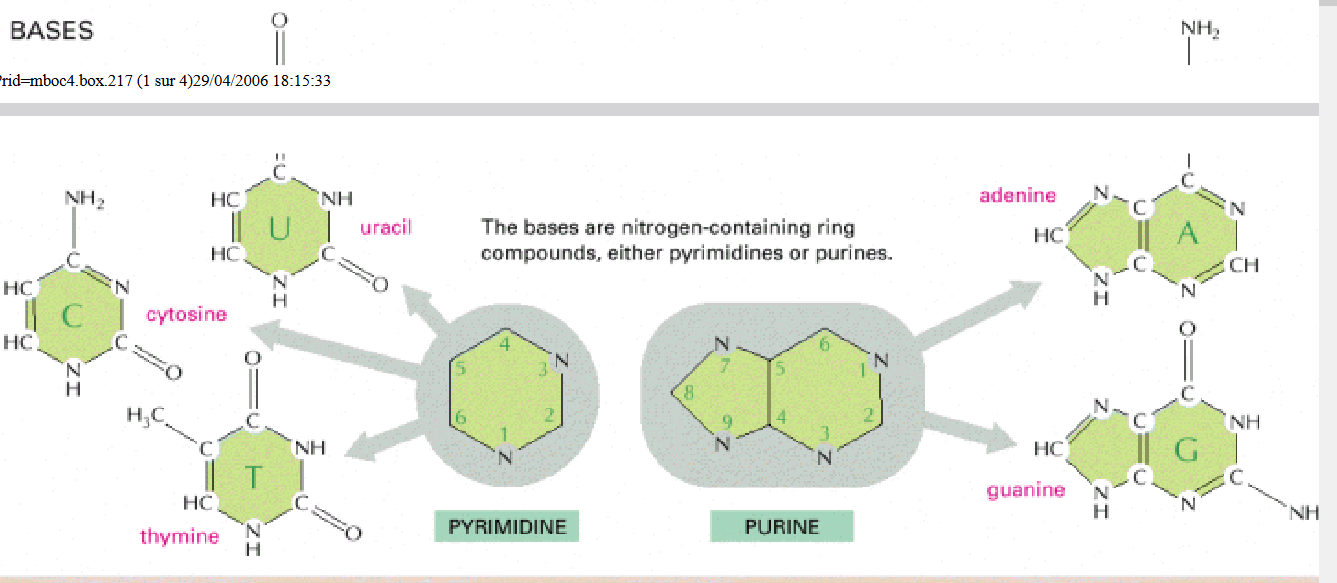 BASES
O
NH₂
?rid=mboc4.box.217 (1 sur 4)29/04/2006 18:15:33
C
HC
NH
U
uracil
HC
C
N
H
O
NH₂
C
HC
N
C
cytosine
HC
C
N
H
O
O
H₃C
C
C
NH
T
HC
C
thymine
N
H
O
The bases are nitrogen-containing ring
compounds, either pyrimidines or purines.
4
5
3
N
6
2
1
N
PYRIMIDINE
N
7
5
6
1
N
8
9
4
3
2
N
N
PURINE
adenine
N
C
C
N
HC
A
N
H
C
N
CH
O
C
N
C
NH
HC
G
guanine
N
H
C
N
C
NH